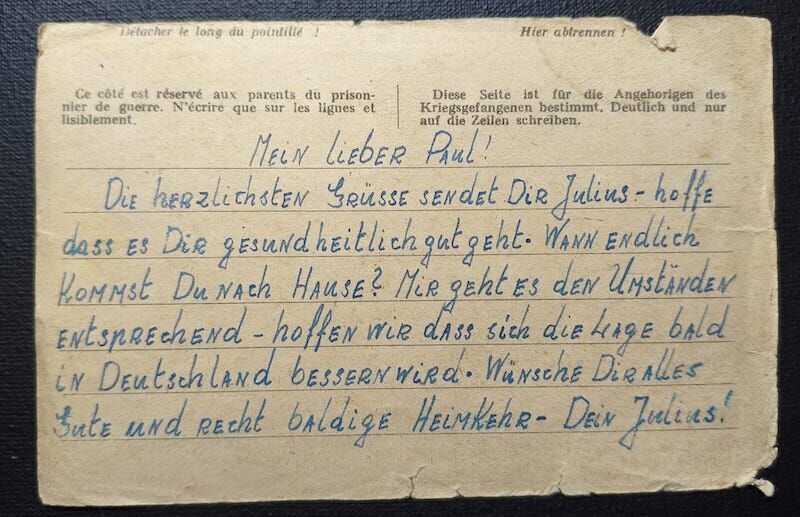 Détacher le long du pointillé !
Hier abtrennen !
Ce côté est réservé aux parents du prison-
nier de guerre. N'écrire que sur les lignes et
lisiblement.
Diese Seite ist für die Angehorigen des
Kriegsgefangenen bestimmt. Deutlich und nur
auf die Zeilen schreiben.
Mein lieber Paul!
Die herzlichsten Grüsse sendet Dir Julius - hoffe
dass es Dir gesundheitlich gut geht. Wann endlich
kommst Du nach Hause? Mir geht es den Umständen
entsprechend - hoffen wir dass sich die Lage bald
in Deutschland bessern wird. Wünsche Dir alles
Gute und recht baldige Heimkehr - Dein Julius!